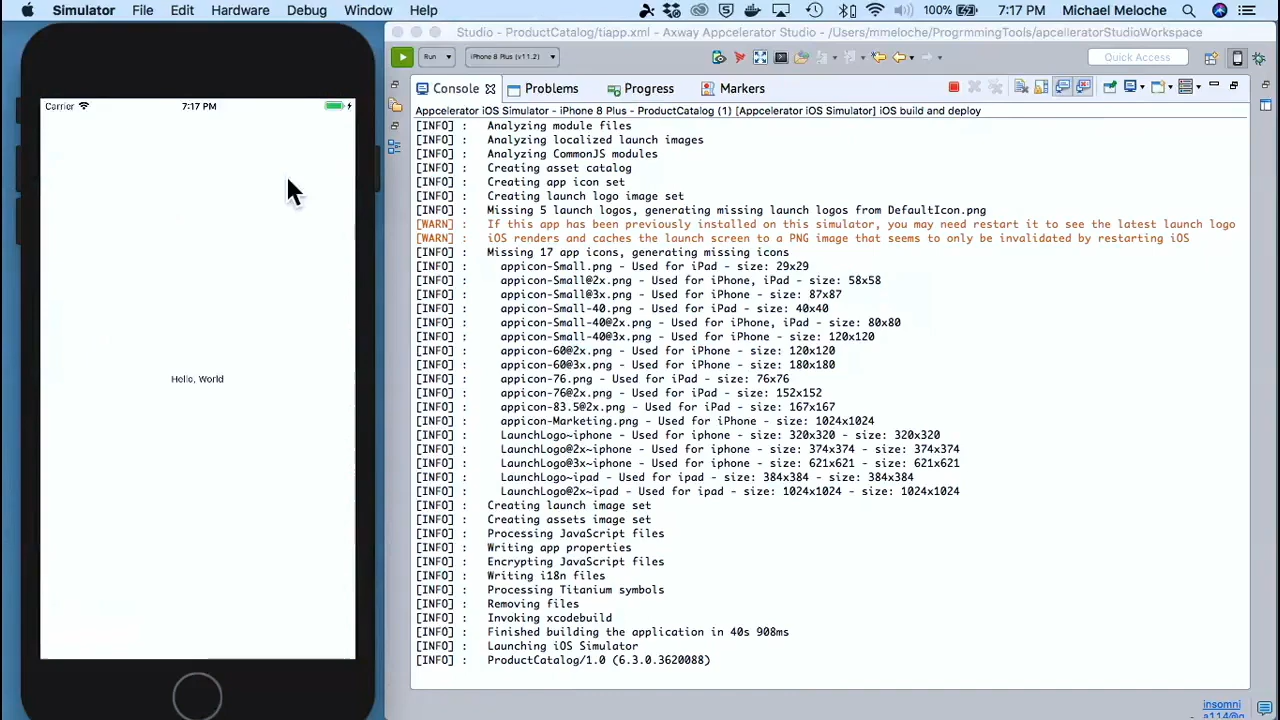 Simulator File Edit Hardware Debug Window Help 100% 7:17 PM Michael Meloche
Studio - ProductCatalog/tiapp.xml - Axway Appcelerator Studio - /Users/mmeloche/ProgrmmingTools/apcelleratorStudioWorkspace
Run iPhone 8 Plus (v11.2) Quick Access
Console Problems Progress Markers
Carrier 7:17 PM
Hello, World
Appcelerator iOS Simulator - iPhone 8 Plus - ProductCatalog (1) [Appcelerator iOS Simulator] iOS build and deploy
[INFO] : Analyzing module files
[INFO] : Analyzing localized launch images
[INFO] : Analyzing CommonJS modules
[INFO] : Creating asset catalog
[INFO] : Creating app icon set
[INFO] : Creating launch logo image set
[INFO] : Missing 5 launch logos, generating missing launch logos from DefaultIcon.png
[WARN] : If this app has been previously installed on this simulator, you may need restart it to see the latest launch logo
[WARN] : iOS renders and caches the launch screen to a PNG image that seems to only be invalidated by restarting iOS
[INFO] : Missing 17 app icons, generating missing icons
[INFO] : appicon-Small.png - Used for iPad - size: 29x29
[INFO] : appicon-Small@2x.png - Used for iPhone, iPad - size: 58x58
[INFO] : appicon-Small@3x.png - Used for iPhone - size: 87x87
[INFO] : appicon-Small-40.png - Used for iPad - size: 40x40
[INFO] : appicon-Small-40@2x.png - Used for iPhone, iPad - size: 80x80
[INFO] : appicon-Small-40@3x.png - Used for iPhone - size: 120x120
[INFO] : appicon-60@2x.png - Used for iPhone - size: 120x120
[INFO] : appicon-60@3x.png - Used for iPhone - size: 180x180
[INFO] : appicon-76.png - Used for iPad - size: 76x76
[INFO] : appicon-76@2x.png - Used for iPad - size: 152x152
[INFO] : appicon-83.5@2x.png - Used for iPad - size: 167x167
[INFO] : appicon-Marketing.png - Used for iPhone - size: 1024x1024
[INFO] : LaunchLogo~iphone - Used for iphone - size: 320x320 - size: 320x320
[INFO] : LaunchLogo@2x~iphone - Used for iphone - size: 374x374 - size: 374x374
[INFO] : LaunchLogo@3x~iphone - Used for iphone - size: 621x621 - size: 621x621
[INFO] : LaunchLogo~ipad - Used for ipad - size: 384x384 - size: 384x384
[INFO] : LaunchLogo@2x~ipad - Used for ipad - size: 1024x1024 - size: 1024x1024
[INFO] : Creating launch image set
[INFO] : Creating assets image set
[INFO] : Processing JavaScript files
[INFO] : Writing app properties
[INFO] : Encrypting JavaScript files
[INFO] : Writing i18n files
[INFO] : Processing Titanium symbols
[INFO] : Removing files
[INFO] : Invoking xcodebuild
[INFO] : Finished building the application in 40s 908ms
[INFO] : Launching iOS Simulator
[INFO] : ProductCatalog/1.0 (6.3.0.3620088)
insomni
a114@g